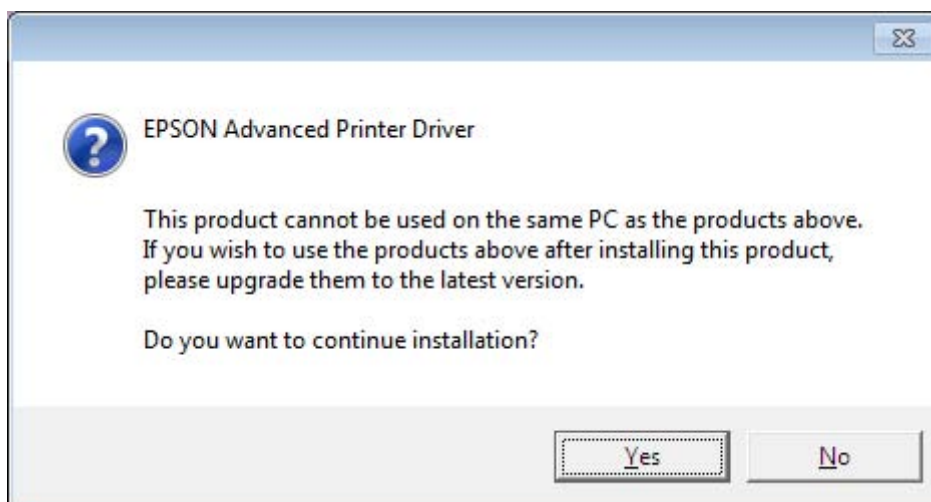 EPSON Advanced Printer Driver
This product cannot be used on the same PC as the products above.
If you wish to use the products above after installing this product,
please upgrade them to the latest version.
Do you want to continue installation?
Yes
No